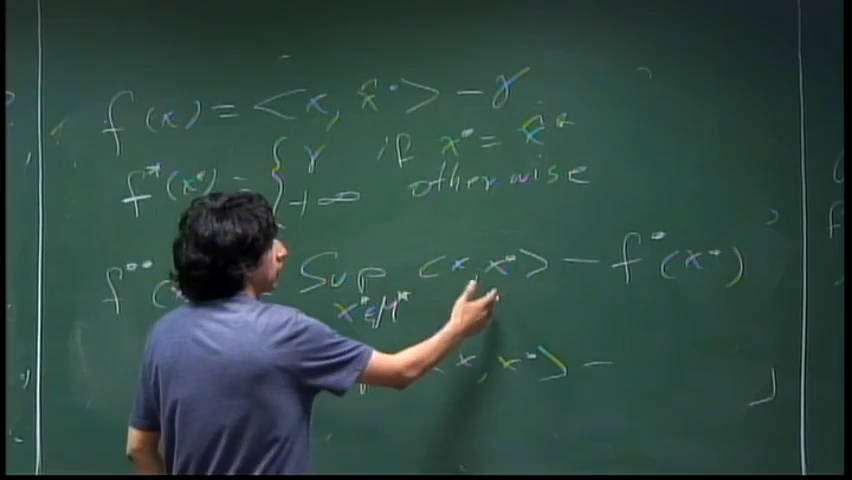 f(x) = <x, x̂*> - γ
f*(x*) = { γ if x* = x̂*
+∞ otherwise
f**(x Sup <x, x*> - f*(x*)
x* ∈ M*
x, x*> -